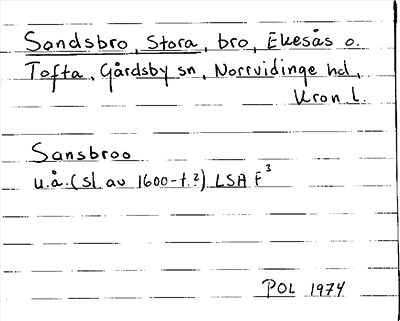 Sandsbro, Stora, bro, Ekesås o.
Tofta, Gårdsby sn, Norrvidinge hd,
Kron. l.
Sansbroo
u.å. (sl av 1600-t.?) LSA F³
POL 1974